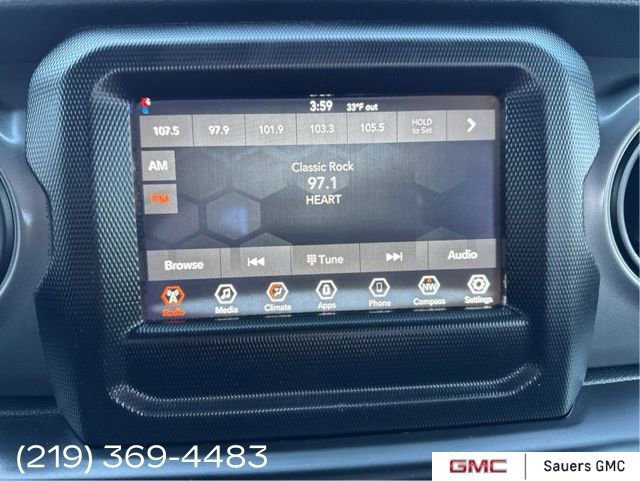 3:59 33°F out
107.5 97.9 101.9 103.3 105.5 HOLD to Set
AM
FM
Classic Rock
97.1
HEART
Browse Tune Audio
Radio Media Climate Apps Phone NW Compass Settings
(219) 369-4483
GMC Sauers GMC